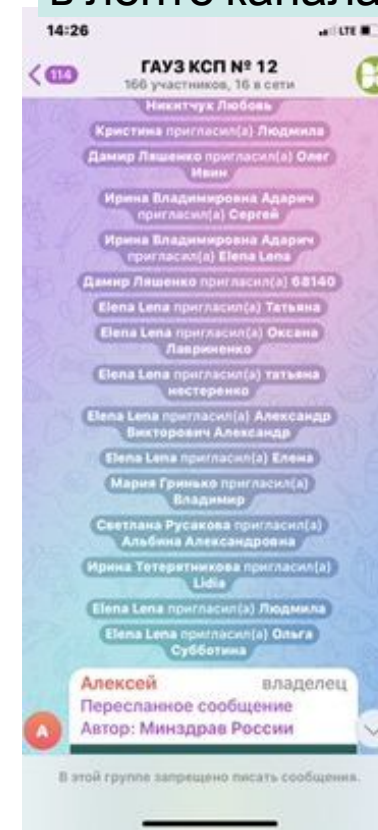 в ленте канала
14:26
LTE
114
ГАУЗ КСП № 12
166 участников, 16 в сети
Никитчук Любовь
Кристина пригласил(а) Людмила
Дамир Ляшенко пригласил(а) Олег
Ивин
Ирина Владимировна Адарич
пригласил(а) Сергей
Ирина Владимировна Адарич
пригласил(а) Elena Lena
Дамир Ляшенко пригласил(а) 68140
Elena Lena пригласил(а) Татьяна
Elena Lena пригласил(а) Оксана
Лавриненко
Elena Lena пригласил(а) татьяна
нестеренко
Elena Lena пригласил(а) Александр
Викторович Александр
Elena Lena пригласил(а) Елена
Мария Гринько пригласил(а)
Владимир
Светлана Русакова пригласил(а)
Альбина Александровна
Ирина Тетерятникова пригласил(а)
Lidia
Elena Lena пригласил(а) Людмила
Elena Lena пригласил(а) Ольга
Субботина
Алексей владелец
Пересланное сообщение
А Автор: Минздрав России
В этой группе запрещено писать сообщения.